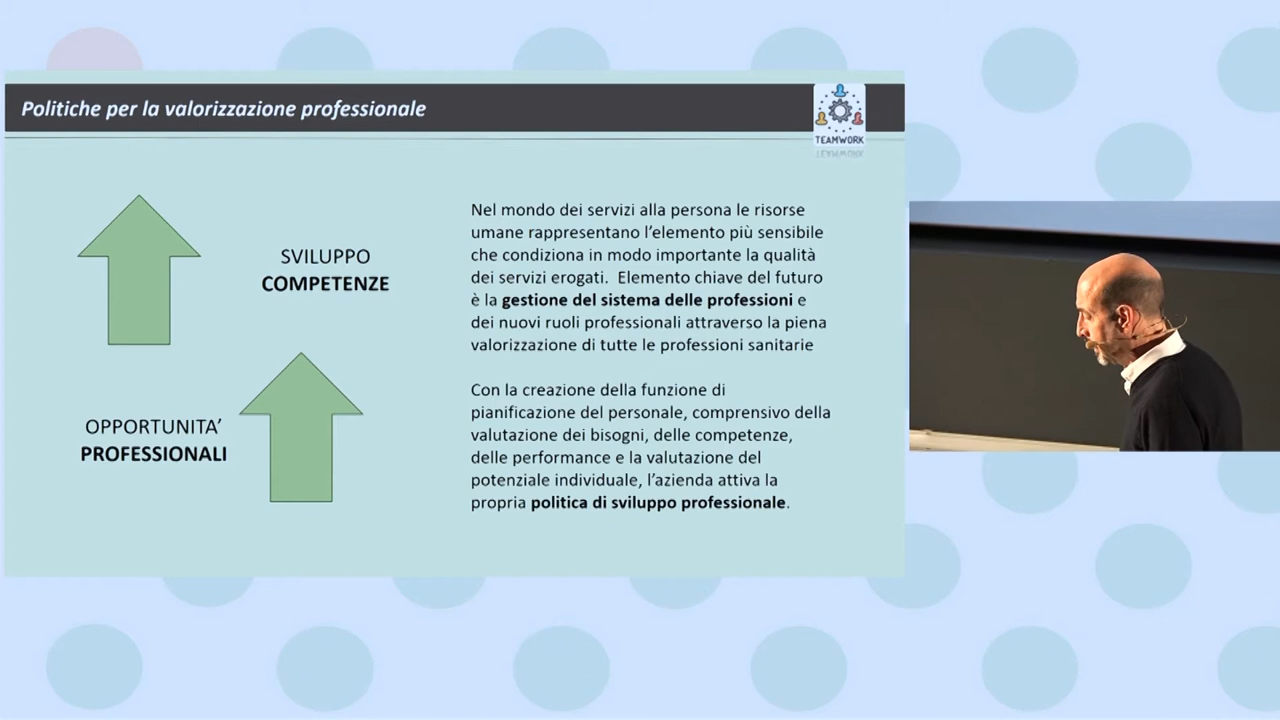 Politiche per la valorizzazione professionale
TEAMWORK
SVILUPPO
COMPETENZE
OPPORTUNITA’
PROFESSIONALI
Nel mondo dei servizi alla persona le risorse
umane rappresentano l’elemento più sensibile
che condiziona in modo importante la qualità
dei servizi erogati.  Elemento chiave del futuro
è la gestione del sistema delle professioni e
dei nuovi ruoli professionali attraverso la piena
valorizzazione di tutte le professioni sanitarie
Con la creazione della funzione di
pianificazione del personale, comprensivo della
valutazione dei bisogni, delle competenze,
delle performance e la valutazione del
potenziale individuale, l’azienda attiva la
propria politica di sviluppo professionale.